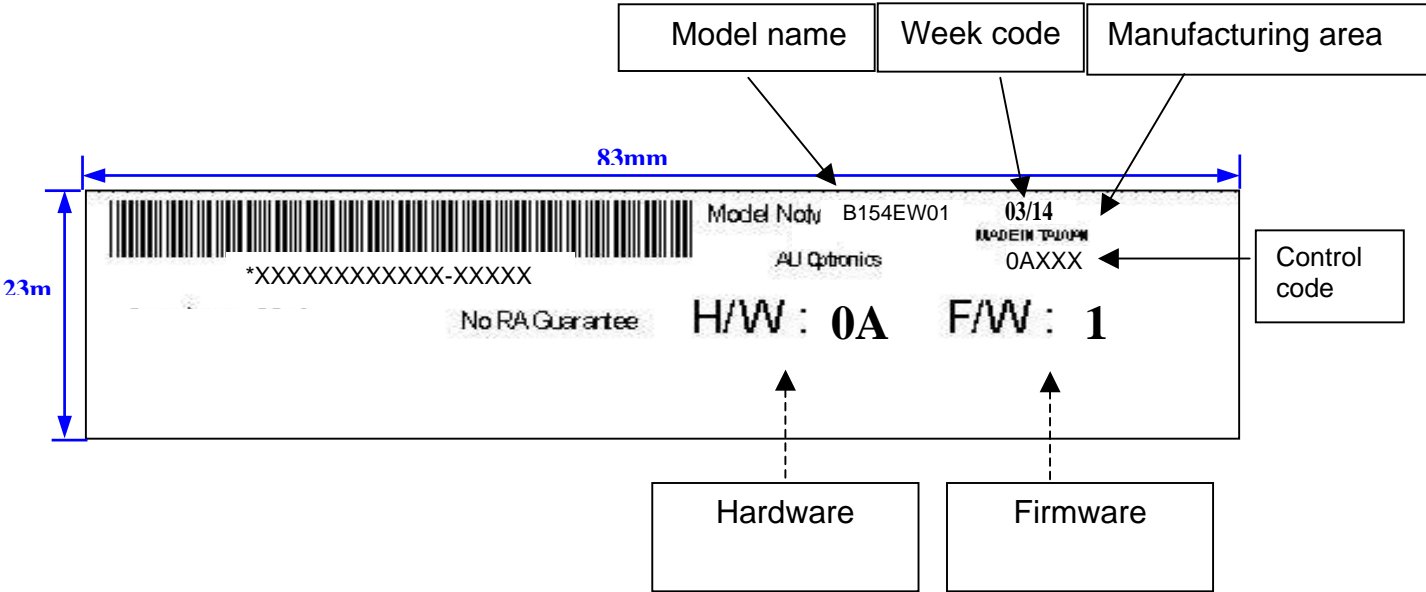 Model name
Week code
Manufacturing area
83mm
Model No
B154EW01
03/14
MADE IN TAIWAN
AU Optronics
0AXXX
Control
code
*XXXXXXXXXXXX-XXXXX
23m
No RA Guarantee
H/W : 0A
F/W : 1
Hardware
Firmware